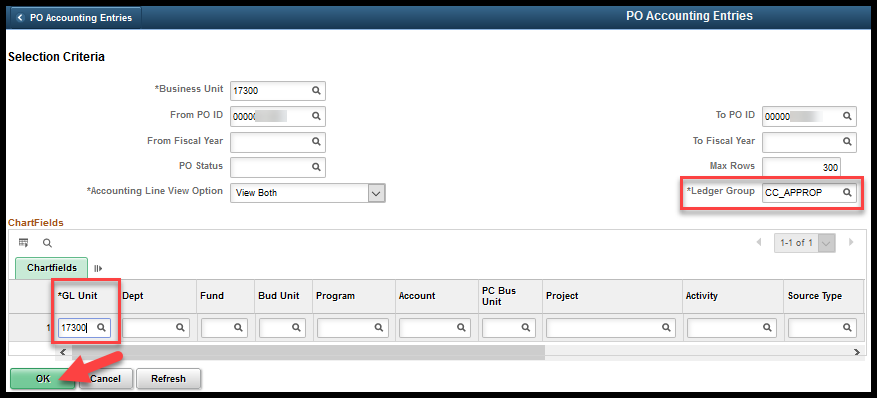 PO Accounting Entries PO Accounting Entries
Selection Criteria
*Business Unit 17300
From PO ID 00000 To PO ID 00000
From Fiscal Year To Fiscal Year
PO Status Max Rows 300
*Accounting Line View Option View Both *Ledger Group CC_APPROP
ChartFields
1-1 of 1
Chartfields
*GL Unit Dept Fund Bud Unit Program Account PC Bus Unit Project Activity Source Type
1 17300
OK Cancel Refresh